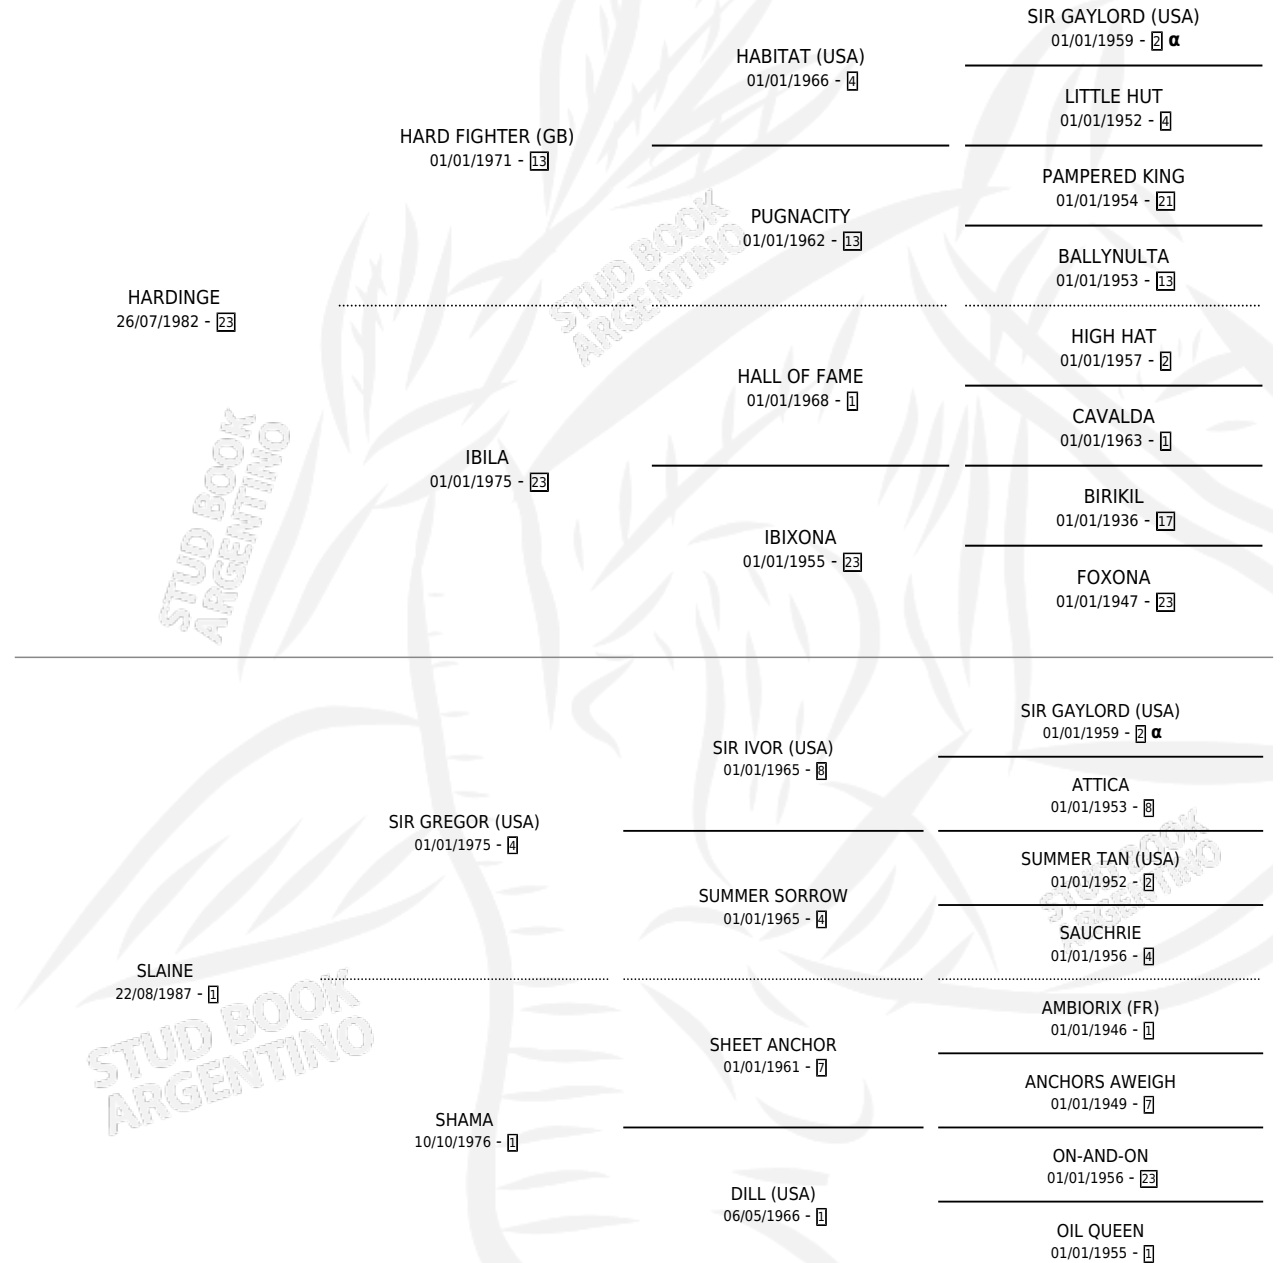 SIR GAYLORD (USA)
01/01/1959 - 2 α
HABITAT (USA)
01/01/1966 - 4
LITTLE HUT
01/01/1952 - 4
HARD FIGHTER (GB)
01/01/1971 - 13
PAMPERED KING
01/01/1954 - 21
PUGNACITY
01/01/1962 - 13
BALLYNULTA
01/01/1953 - 13
HARDINGE
26/07/1982 - 23
HIGH HAT
01/01/1957 - 2
HALL OF FAME
01/01/1968 - 1
CAVALDA
01/01/1963 - 1
IBILA
01/01/1975 - 23
BIRIKIL
01/01/1936 - 17
IBIXONA
01/01/1955 - 23
FOXONA
01/01/1947 - 23
STUD BOOK
ARGENTINO
STUD BOOK
ARGENTINO
SIR GAYLORD (USA)
01/01/1959 - 2 α
SIR IVOR (USA)
01/01/1965 - 8
ATTICA
01/01/1953 - 8
SIR GREGOR (USA)
01/01/1975 - 4
SUMMER TAN (USA)
01/01/1952 - 2
SUMMER SORROW
01/01/1965 - 4
SAUCHRIE
01/01/1956 - 4
SLAINE
22/08/1987 - 1
AMBIORIX (FR)
01/01/1946 - 1
SHEET ANCHOR
01/01/1961 - 7
ANCHORS AWEIGH
01/01/1949 - 7
SHAMA
10/10/1976 - 1
ON-AND-ON
01/01/1956 - 23
DILL (USA)
06/05/1966 - 1
OIL QUEEN
01/01/1955 - 1
STUD BOOK
ARGENTINO
STUD BOOK
ARGENTINO